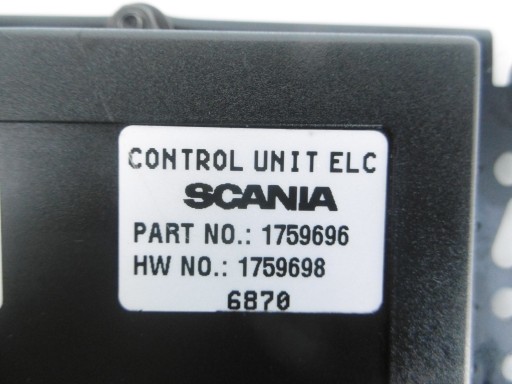 CONTROL UNIT ELC
SCANIA
PART NO.: 1759696
HW NO.: 1759698
6870